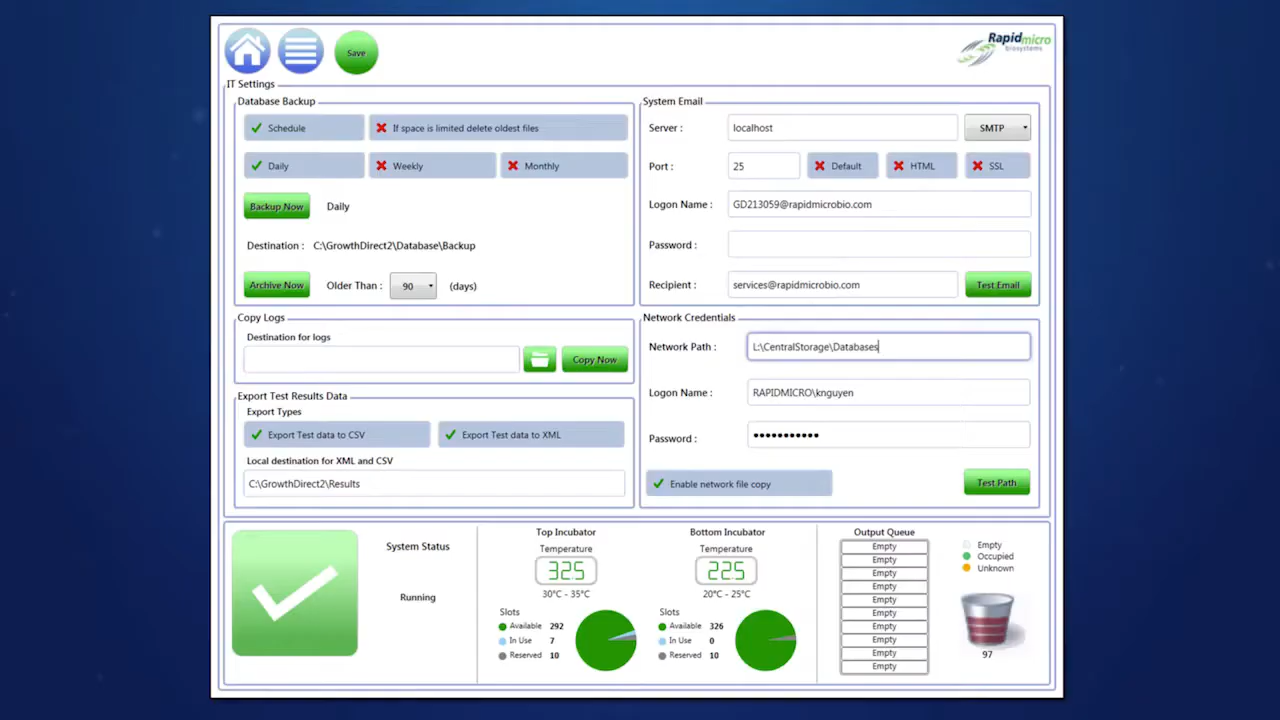 Save
Rapidmicro
biosystems
IT Settings
Database Backup
Schedule
If space is limited delete oldest files
Daily
Weekly
Monthly
Backup Now
Daily
Destination : C:\GrowthDirect2\Database\Backup
Archive Now
Older Than :
90
(days)
System Email
Server :
localhost
SMTP
Port :
25
Default
HTML
SSL
Logon Name :
GD213059@rapidmicrobio.com
Password :
Recipient :
services@rapidmicrobio.com
Test Email
Copy Logs
Destination for logs
Copy Now
Network Credentials
Network Path :
L:\CentralStorage\Databases
Logon Name :
RAPIDMICRO\knguyen
Password :
•••••••••••
Enable network file copy
Test Path
Export Test Results Data
Export Types
Export Test data to CSV
Export Test data to XML
Local destination for XML and CSV
C:\GrowthDirect2\Results
System Status
Running
Top Incubator
Temperature
32.5
30°C - 35°C
Slots
Available 292
In Use 7
Reserved 10
Bottom Incubator
Temperature
22.5
20°C - 25°C
Slots
Available 326
In Use 0
Reserved 10
Output Queue
Empty
Empty
Empty
Empty
Empty
Empty
Empty
Empty
Empty
Empty
Empty
Occupied
Unknown
97